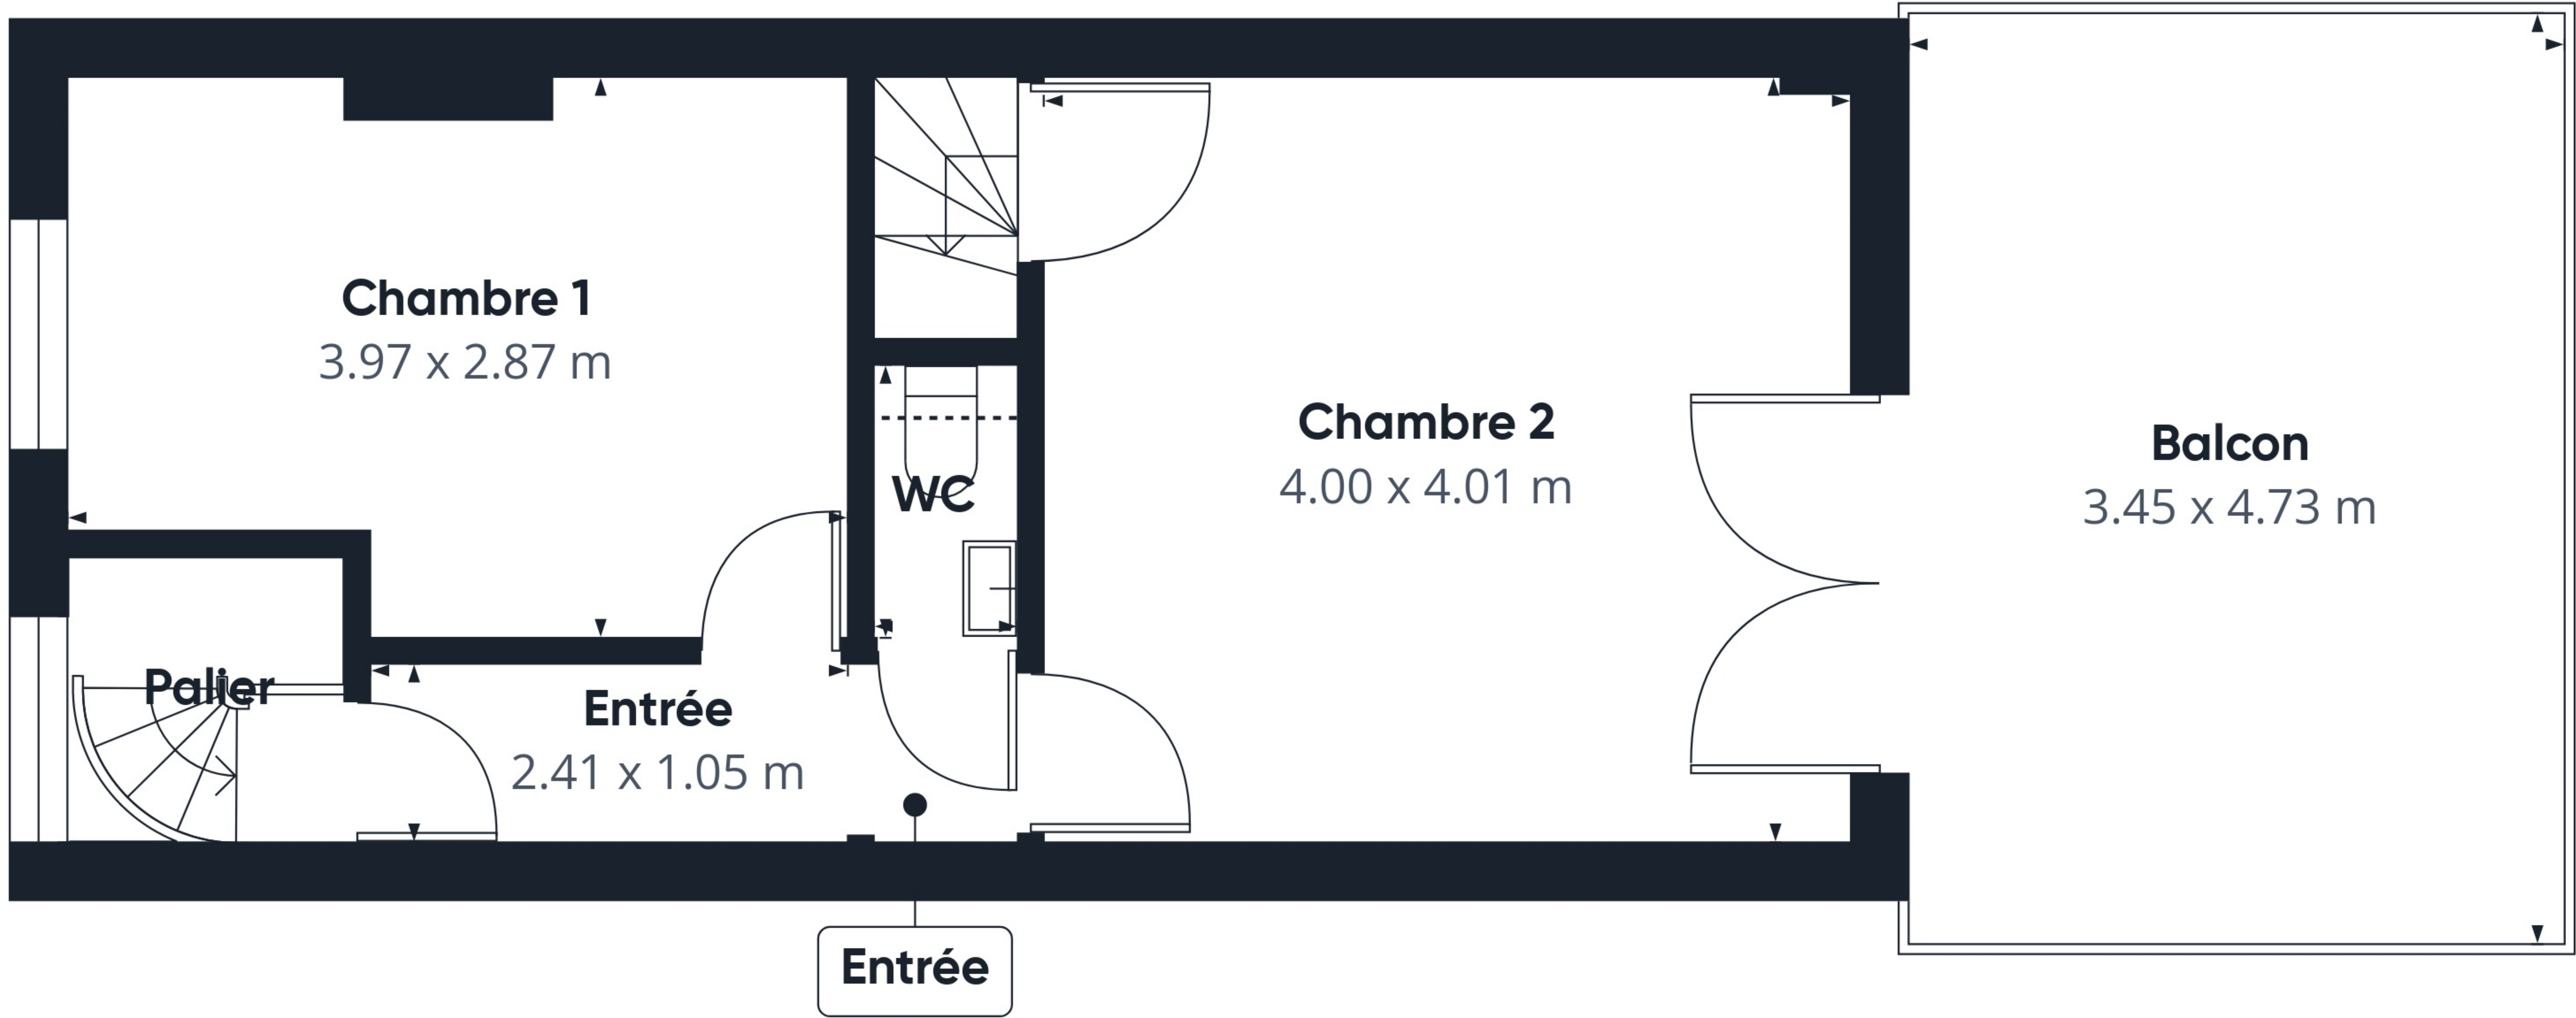 Chambre 1
3.97 x 2.87 m
WC
Chambre 2
4.00 x 4.01 m
Balcon
3.45 x 4.73 m
Palier
Entrée
2.41 x 1.05 m
Entrée